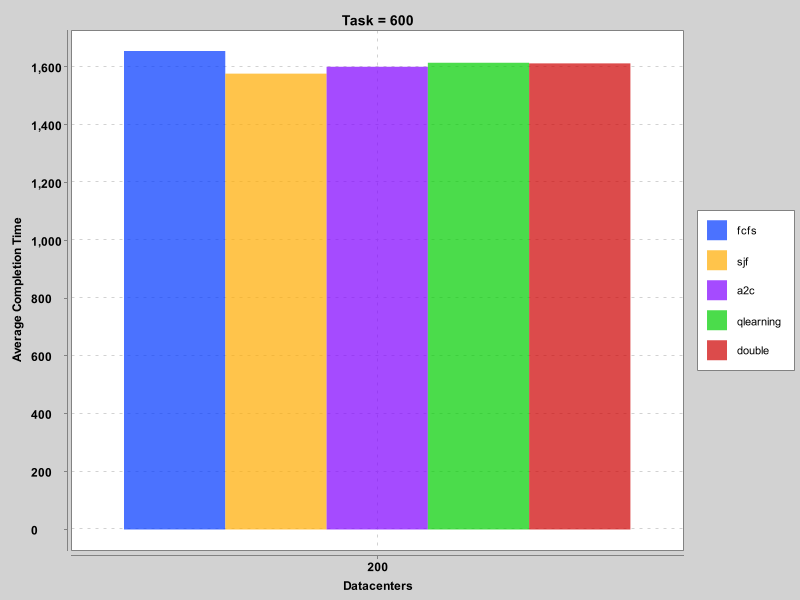 Task = 600
Average Completion Time
1,600
1,400
1,200
1,000
800
600
400
200
0
200
Datacenters
fcfs
sjf
a2c
qlearning
double